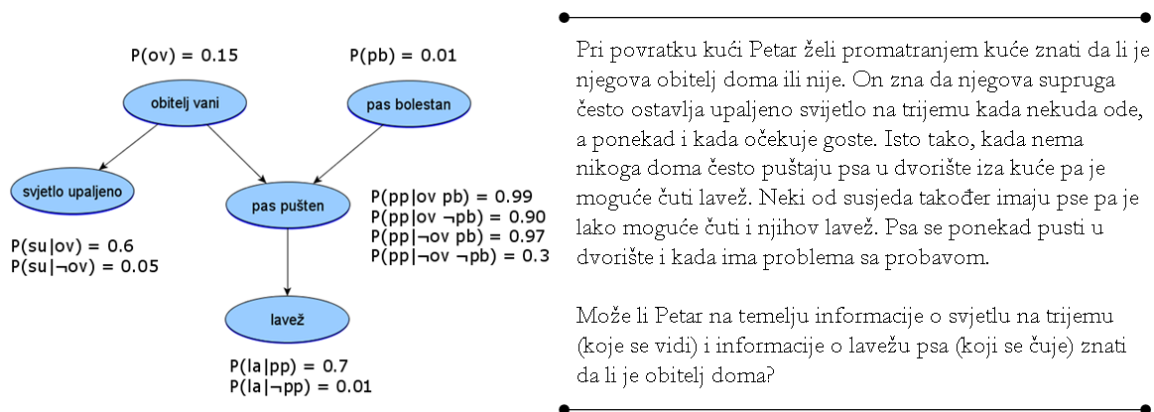 P(ov) = 0.15
P(pb) = 0.01
obitelj vani
pas bolestan
svjetlo upaljeno
pas pušten
P(su|ov) = 0.6
P(su|¬ov) = 0.05
P(pp|ov pb) = 0.99
P(pp|ov ¬pb) = 0.90
P(pp|¬ov pb) = 0.97
P(pp|¬ov ¬pb) = 0.3
lavež
P(la|pp) = 0.7
P(la|¬pp) = 0.01
Pri povratku kući Petar želi promatranjem kuće znati da li je
njegova obitelj doma ili nije. On zna da njegova supruga
često ostavlja upaljeno svijetlo na trijemu kada nekuda ode,
a ponekad i kada očekuje goste. Isto tako, kada nema
nikoga doma često puštaju psa u dvorište iza kuće pa je
moguće čuti lavež. Neki od susjeda također imaju pse pa je
lako moguće čuti i njihov lavež. Psa se ponekad pusti u
dvorište i kada ima problema sa probavom.
Može li Petar na temelju informacije o svjetlu na trijemu
(koje se vidi) i informacije o lavežu psa (koji se čuje) znati
da li je obitelj doma?